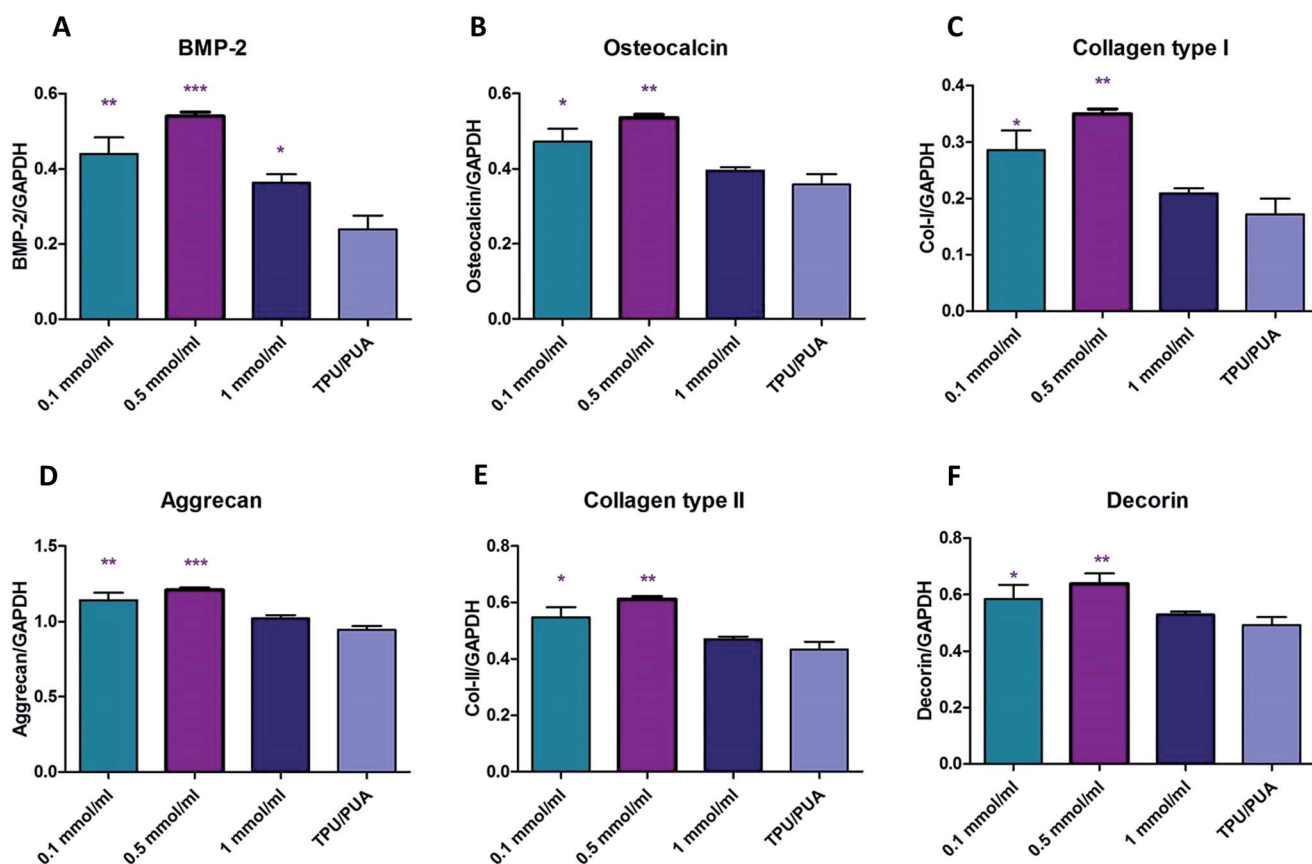 A
BMP-2
BMP-2/GAPDH
0.6
0.4
0.2
0.0
**
***
*
0.1 mmol/ml
0.5 mmol/ml
1 mmol/ml
TPU/PUA
B
Osteocalcin
Osteocalcin/GAPDH
0.6
0.4
0.2
0.0
*
**
0.1 mmol/ml
0.5 mmol/ml
1 mmol/ml
TPU/PUA
C
Collagen type I
Col-I/GAPDH
0.4
0.3
0.2
0.1
0.0
*
**
0.1 mmol/ml
0.5 mmol/ml
1 mmol/ml
TPU/PUA
D
Aggrecan
Aggrecan/GAPDH
1.5
1.0
0.5
0.0
**
***
0.1 mmol/ml
0.5 mmol/ml
1 mmol/ml
TPU/PUA
E
Collagen type II
Col-II/GAPDH
0.8
0.6
0.4
0.2
0.0
*
**
0.1 mmol/ml
0.5 mmol/ml
1 mmol/ml
TPU/PUA
F
Decorin
Decorin/GAPDH
0.8
0.6
0.4
0.2
0.0
*
**
0.1 mmol/ml
0.5 mmol/ml
1 mmol/ml
TPU/PUA